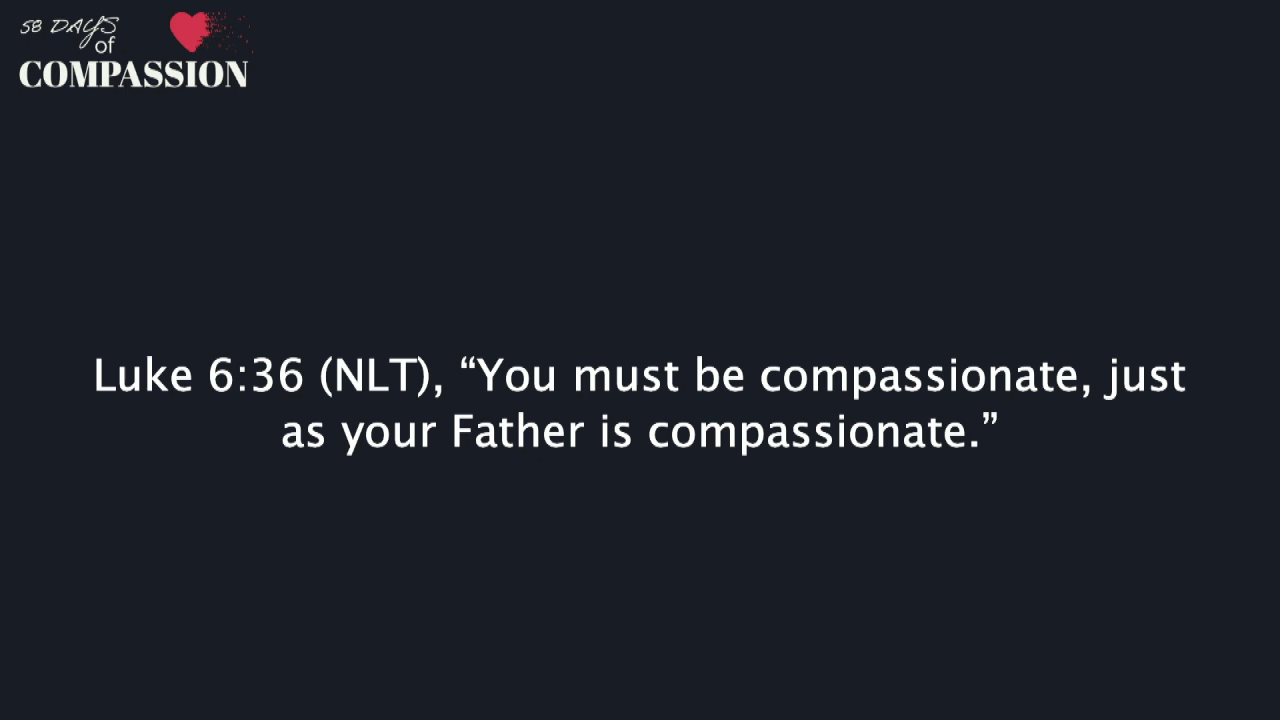 58 DAYS
of
COMPASSION
Luke 6:36 (NLT), “You must be compassionate, just
as your Father is compassionate.”